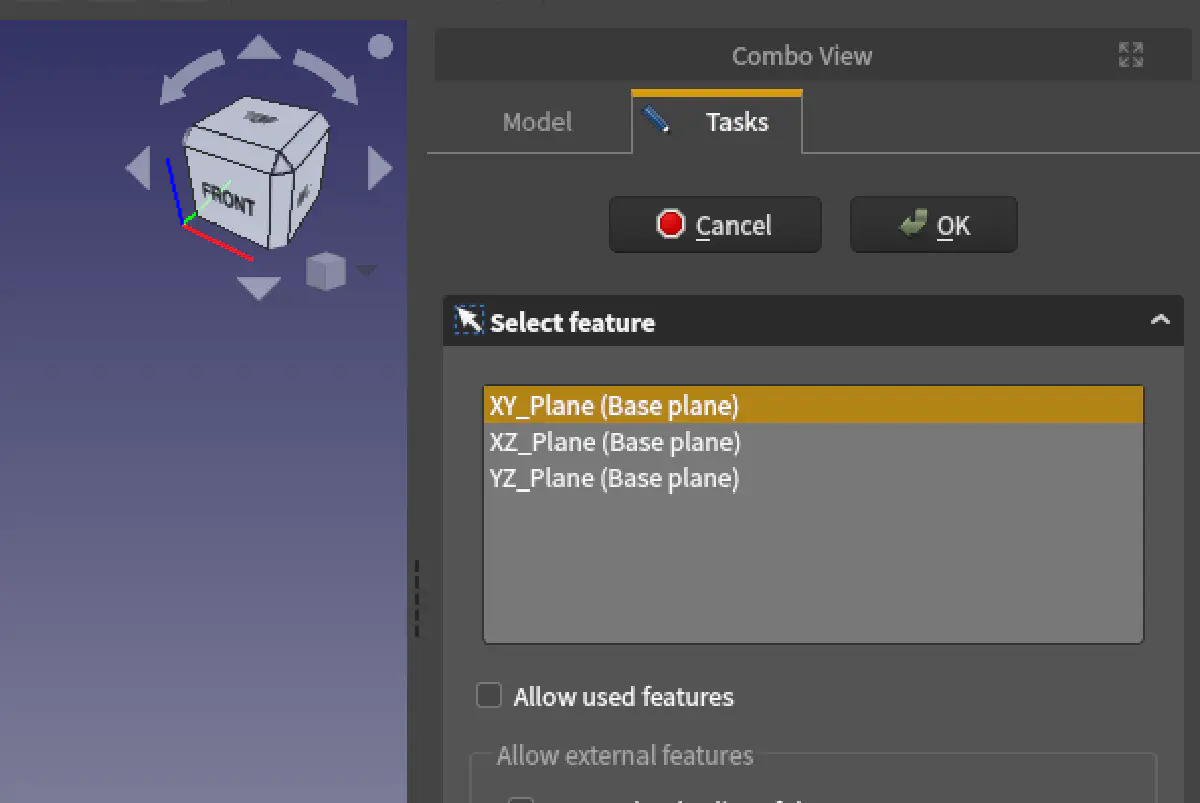 Combo View
Model
Tasks
TOP
FRONT
Cancel
OK
Select feature
XY_Plane (Base plane)
XZ_Plane (Base plane)
YZ_Plane (Base plane)
Allow used features
Allow external features